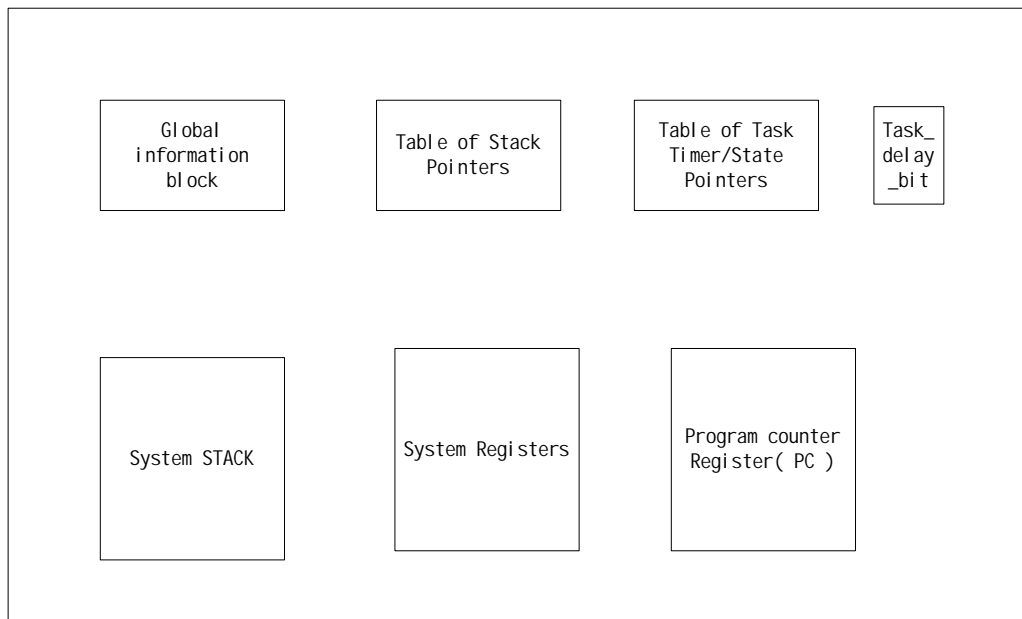 Global
information
block
Table of Stack
Pointers
Table of Task
Timer/State
Pointers
Task_
delay
_bit
System STACK
System Registers
Program counter
Register( PC )